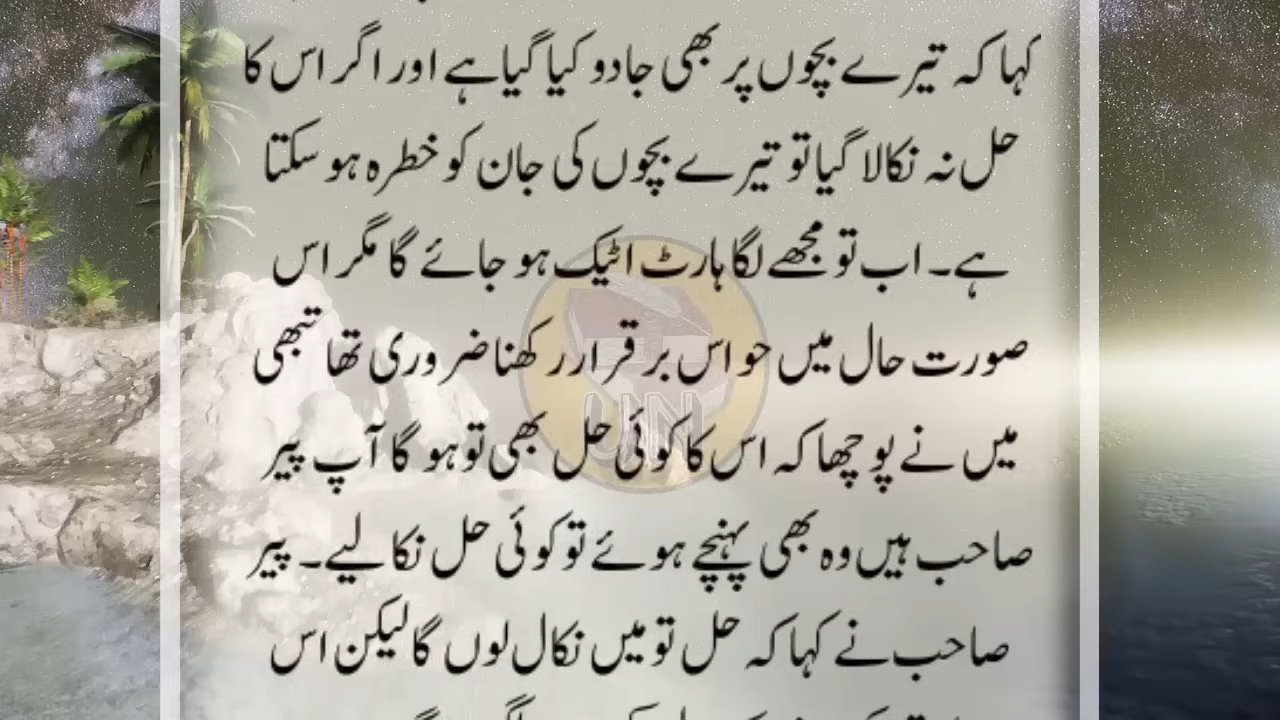 کہا کہ تیرے بچوں پر بھی جادو کیا گیا ہے اور اگر اس کا
حل نہ نکالا گیا تو تیرے بچوں کی جان کو خطرہ ہو سکتا
ہے۔ اب تو مجھے لگا ہارٹ اٹیک ہو جائے گا مگر اس
صورت حال میں حواس برقرار رکھنا ضروری تھا تبھی
میں نے پوچھا کہ اس کا کوئی حل بھی تو ہو گا آپ پیر
صاحب ہیں وہ بھی پہنچے ہوئے تو کوئی حل نکالیے۔ پیر
صاحب نے کہا کہ حل تو میں نکال لوں گا لیکن اس
UNI